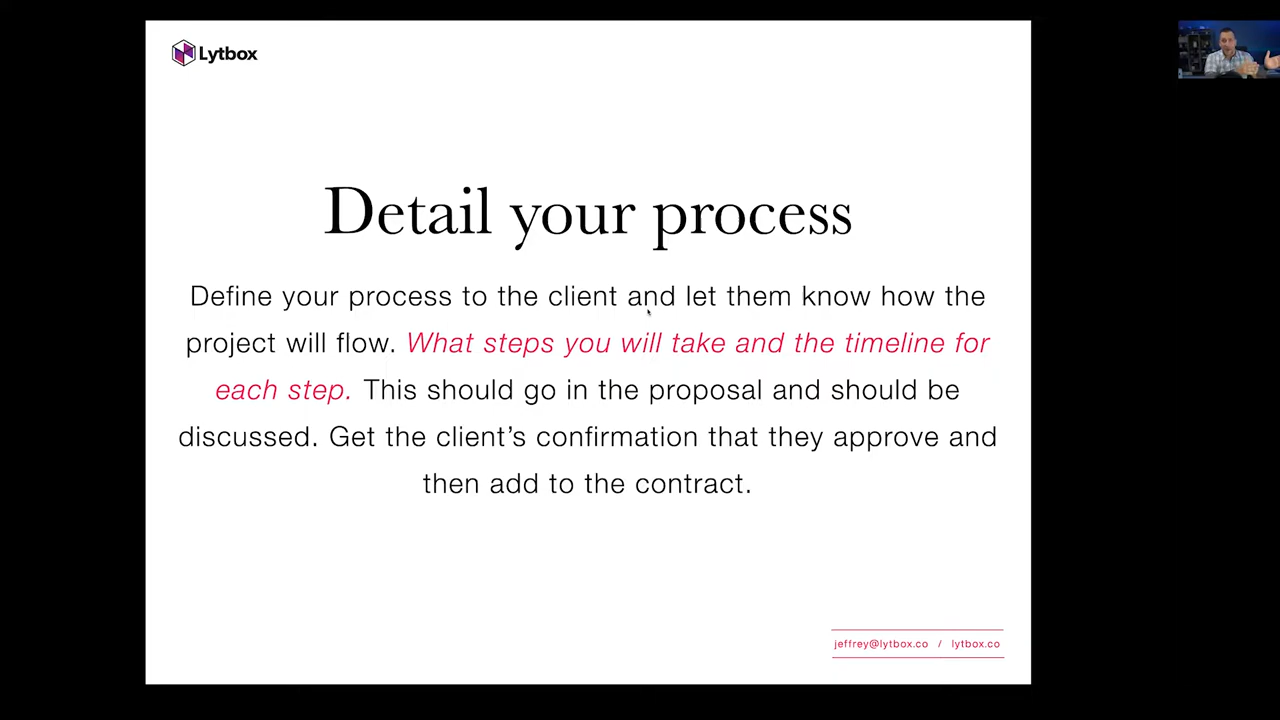 Lytbox
Detail your process
Define your process to the client and let them know how the
project will flow. What steps you will take and the timeline for
each step. This should go in the proposal and should be
discussed. Get the client’s confirmation that they approve and
then add to the contract.
jeffrey@lytbox.co / lytbox.co